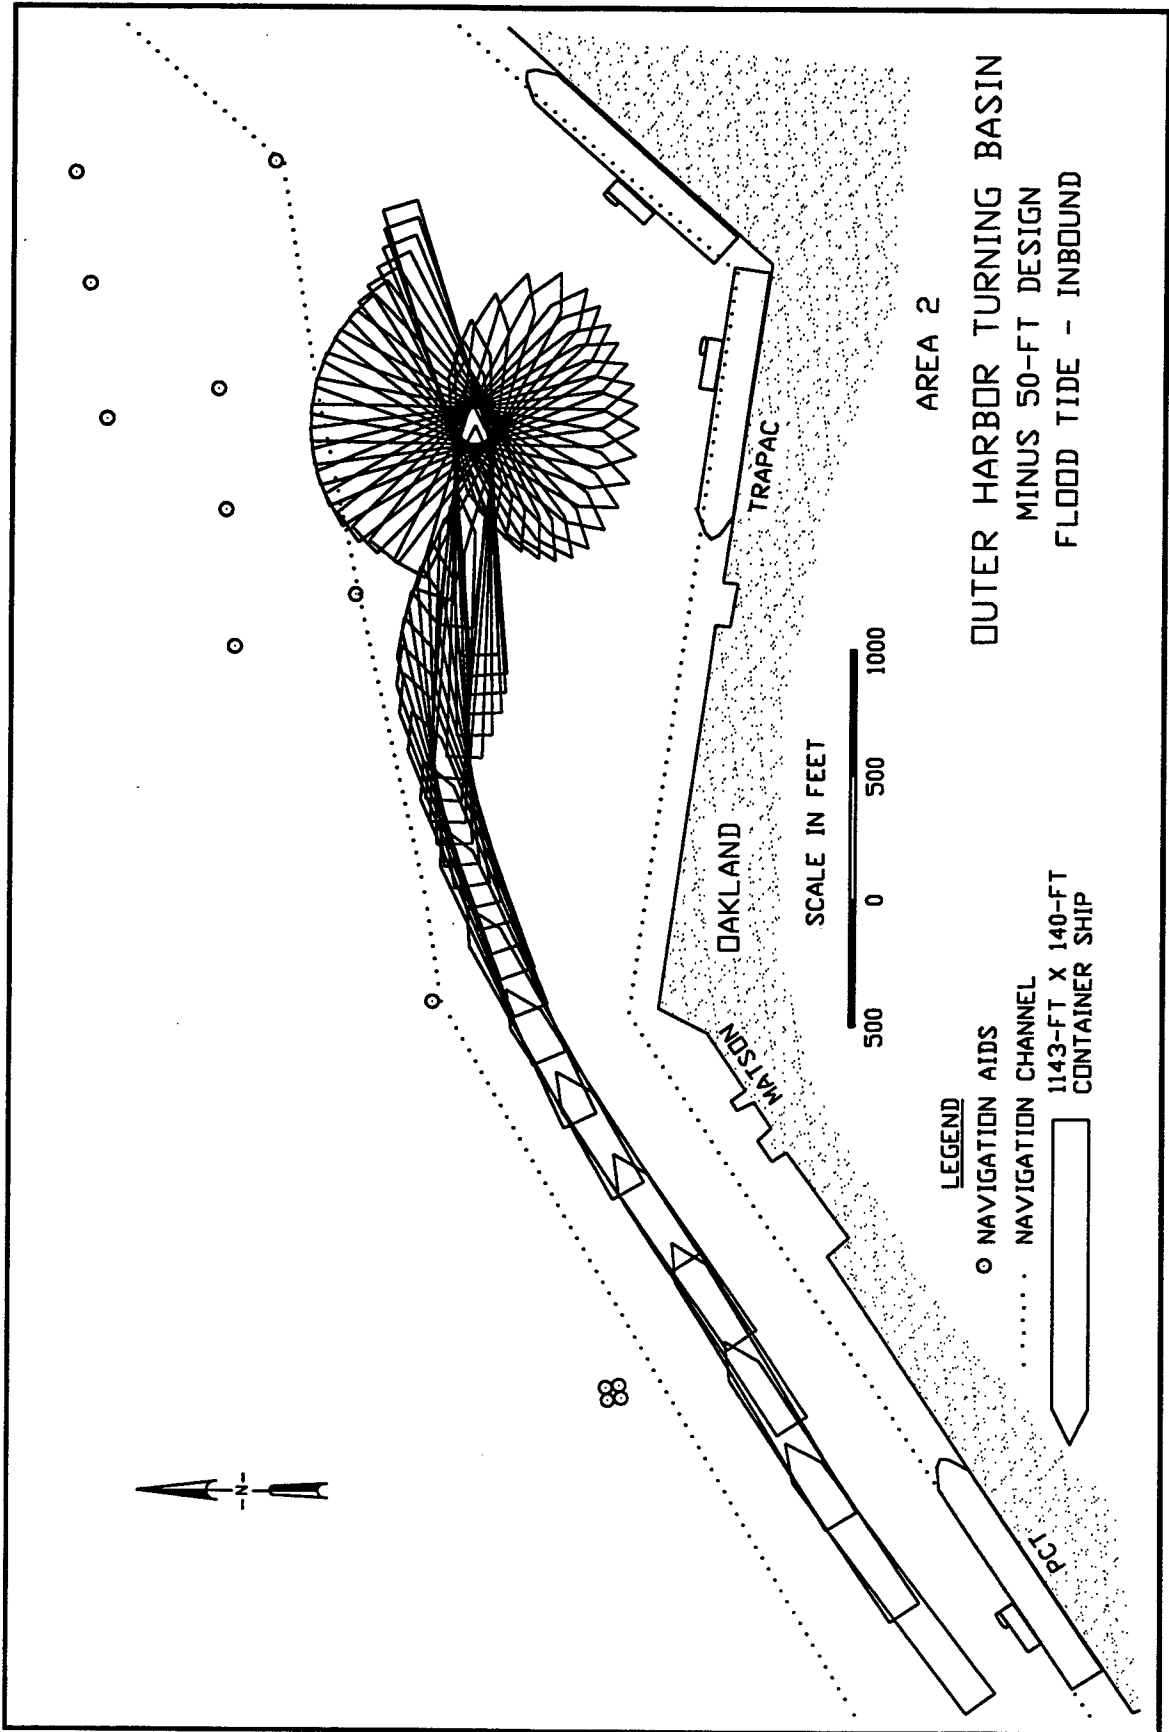 -N-
PCT
MATSON
OAKLAND
TRAPAC
SCALE IN FEET
500 0 500 1000
LEGEND
NAVIGATION AIDS
NAVIGATION CHANNEL
1143-FT X 140-FT
CONTAINER SHIP
AREA 2
OUTER HARBOR TURNING BASIN
MINUS 50-FT DESIGN
FLOOD TIDE - INBOUND